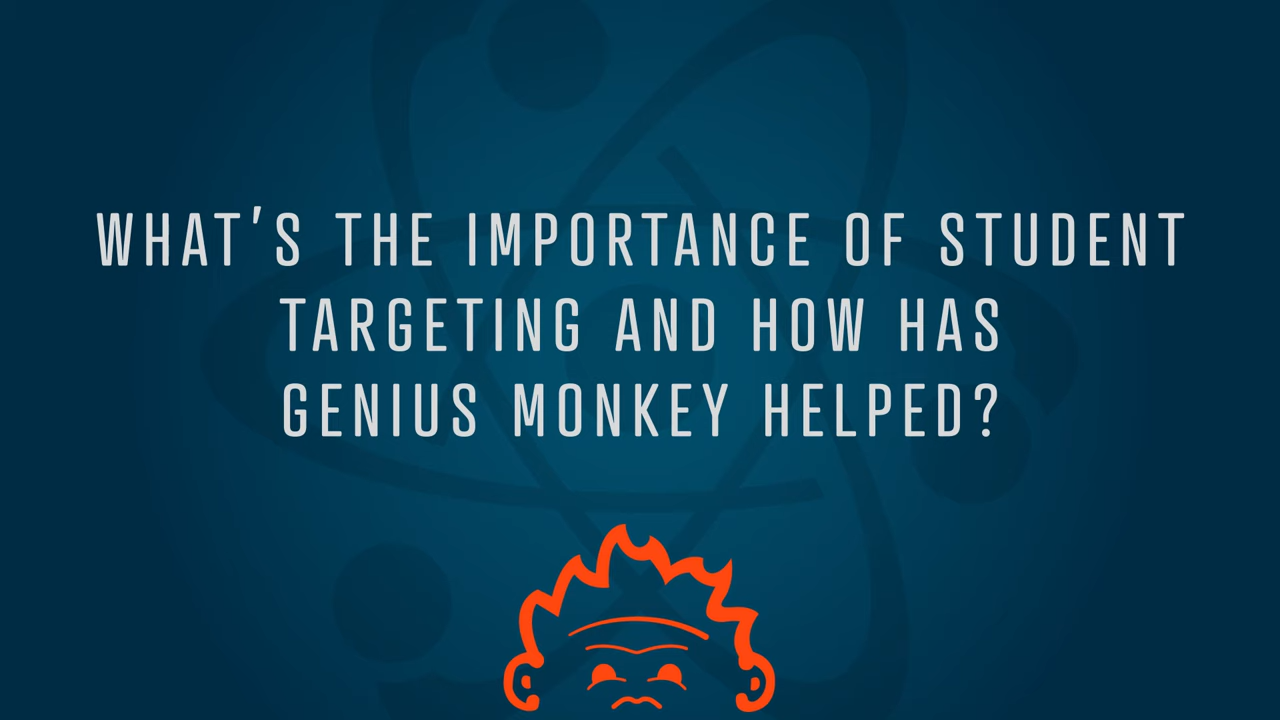 WHAT'S THE IMPORTANCE OF STUDENT
TARGETING AND HOW HAS
GENIUS MONKEY HELPED?